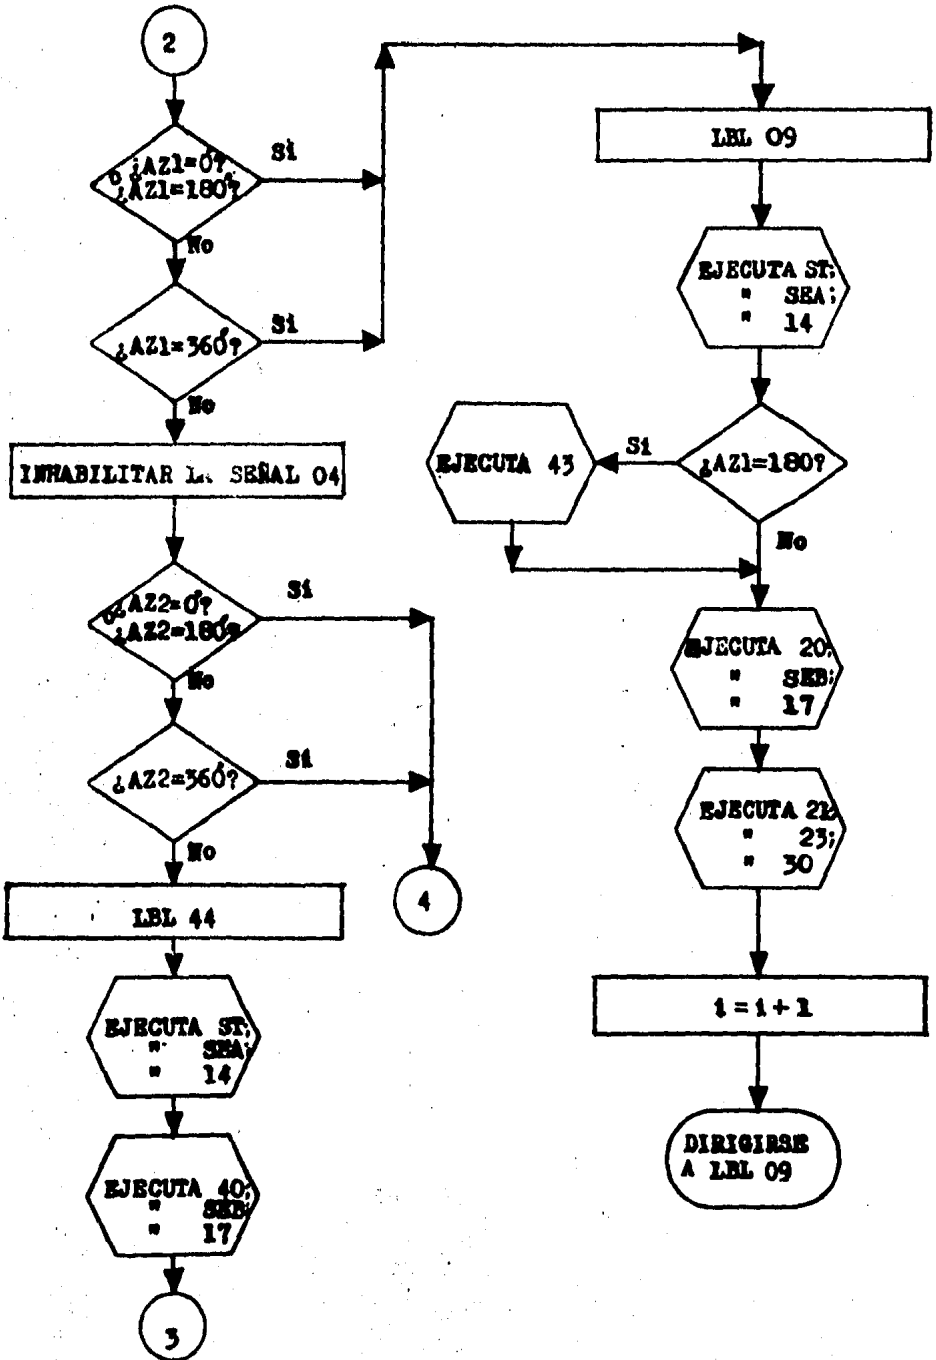 2
o ¿AZ1=0°?
¿AZ1=180°?
Si
No
¿AZ1=360°?
Si
No
INHABILITAR LA SEÑAL 04
o ¿AZ2=0°?
¿AZ2=180°?
Si
No
¿AZ2=360°?
Si
No
4
LBL 44
EJECUTA ST;
" SEA;
" 14
EJECUTA 40;
" SEB;
" 17
3
LBL 09
EJECUTA ST;
" SEA;
" 14
¿AZ1=180?
Si
EJECUTA 43
No
EJECUTA 20;
" SEB;
" 17
EJECUTA 21;
" 23;
" 30
i = i + 1
DIRIGIRSE
A LBL 09